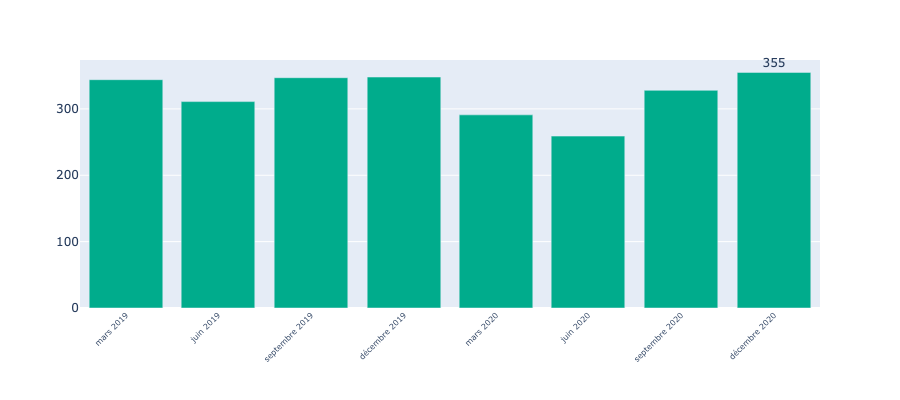 355
300
200
100
0
mars 2019
juin 2019
septembre 2019
décembre 2019
mars 2020
juin 2020
septembre 2020
décembre 2020